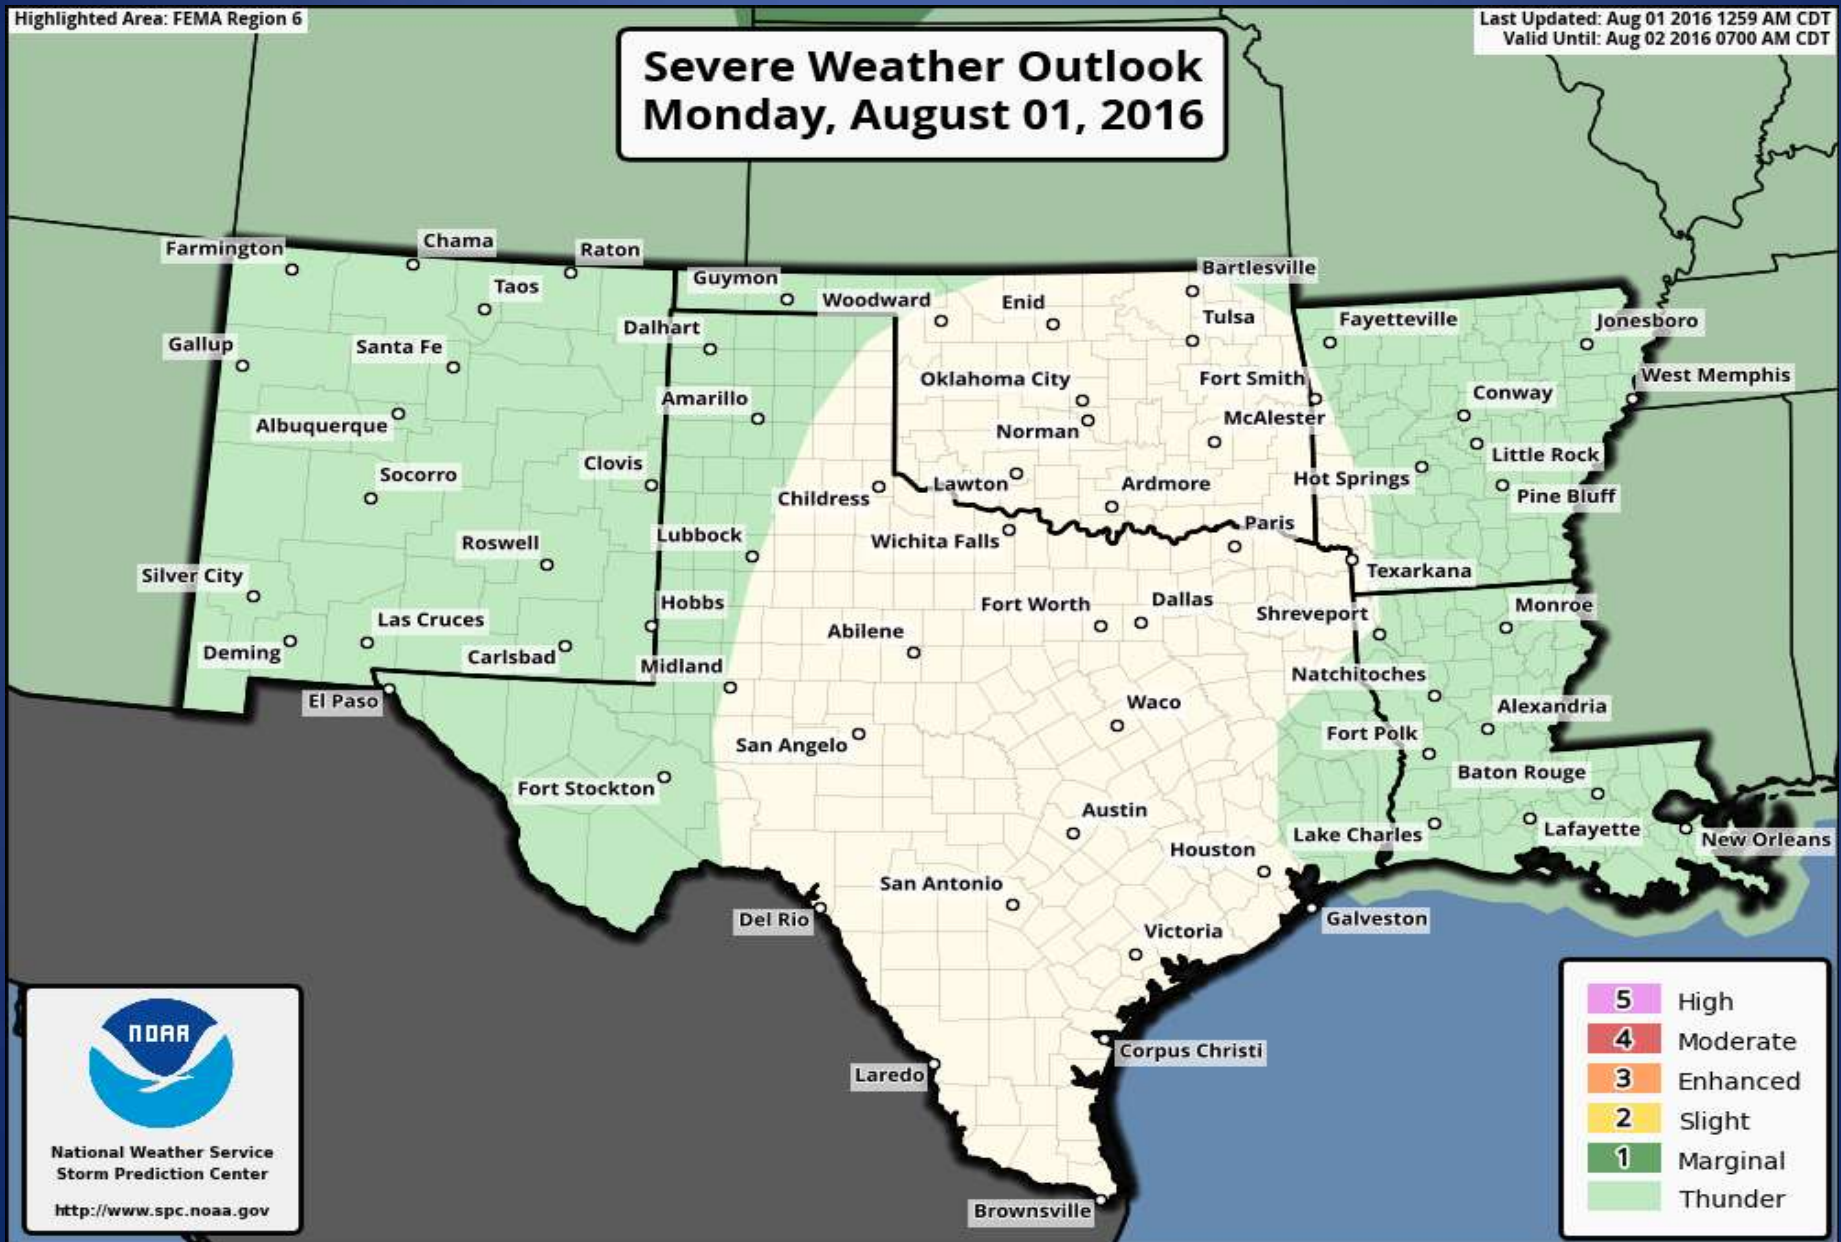 Highlighted Area: FEMA Region 6
Last Updated: Aug 01 2016 1259 AM CDT
Valid Until: Aug 02 2016 0700 AM CDT
Severe Weather Outlook
Monday, August 01, 2016
Farmington
Chama
Raton
Taos
Guymon
Woodward
Enid
Bartlesville
Tulsa
Fayetteville
Jonesboro
Gallup
Santa Fe
Dalhart
Amarillo
Oklahoma City
Fort Smith
West Memphis
Conway
Albuquerque
Norman
McAlester
Little Rock
Socorro
Clovis
Childress
Lawton
Ardmore
Hot Springs
Pine Bluff
Roswell
Lubbock
Wichita Falls
Paris
Texarkana
Silver City
Hobbs
Fort Worth
Dallas
Shreveport
Monroe
Las Cruces
Deming
Carlsbad
Midland
Abilene
Natchitoches
El Paso
Waco
Alexandria
San Angelo
Fort Polk
Baton Rouge
Fort Stockton
Austin
Lake Charles
Lafayette
New Orleans
Houston
San Antonio
Del Rio
Galveston
Victoria
Corpus Christi
Laredo
Brownsville
NOAA
National Weather Service
Storm Prediction Center
http://www.spc.noaa.gov
5 High
4 Moderate
3 Enhanced
2 Slight
1 Marginal
Thunder